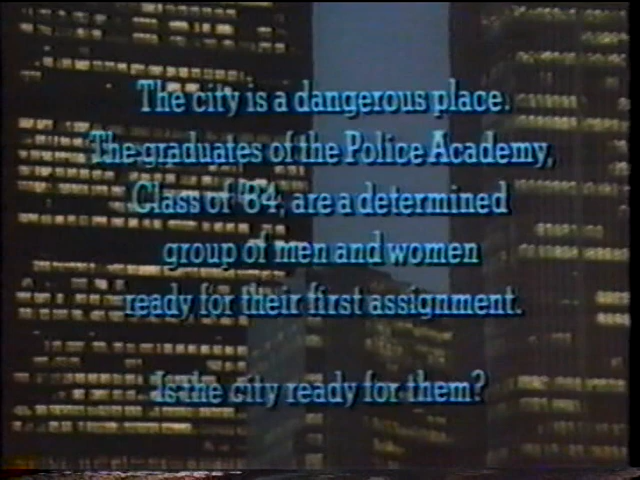 The city is a dangerous place.
The graduates of the Police Academy,
Class of '84, are a determined
group of men and women
ready for their first assignment.
Is the city ready for them?